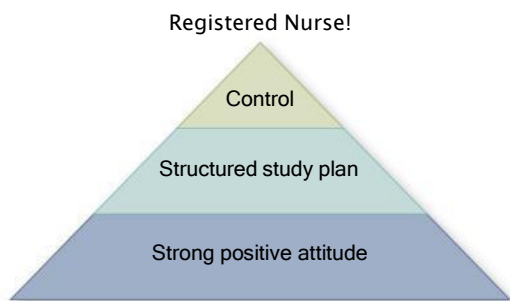 Registered Nurse!
Control
Structured study plan
Strong positive attitude